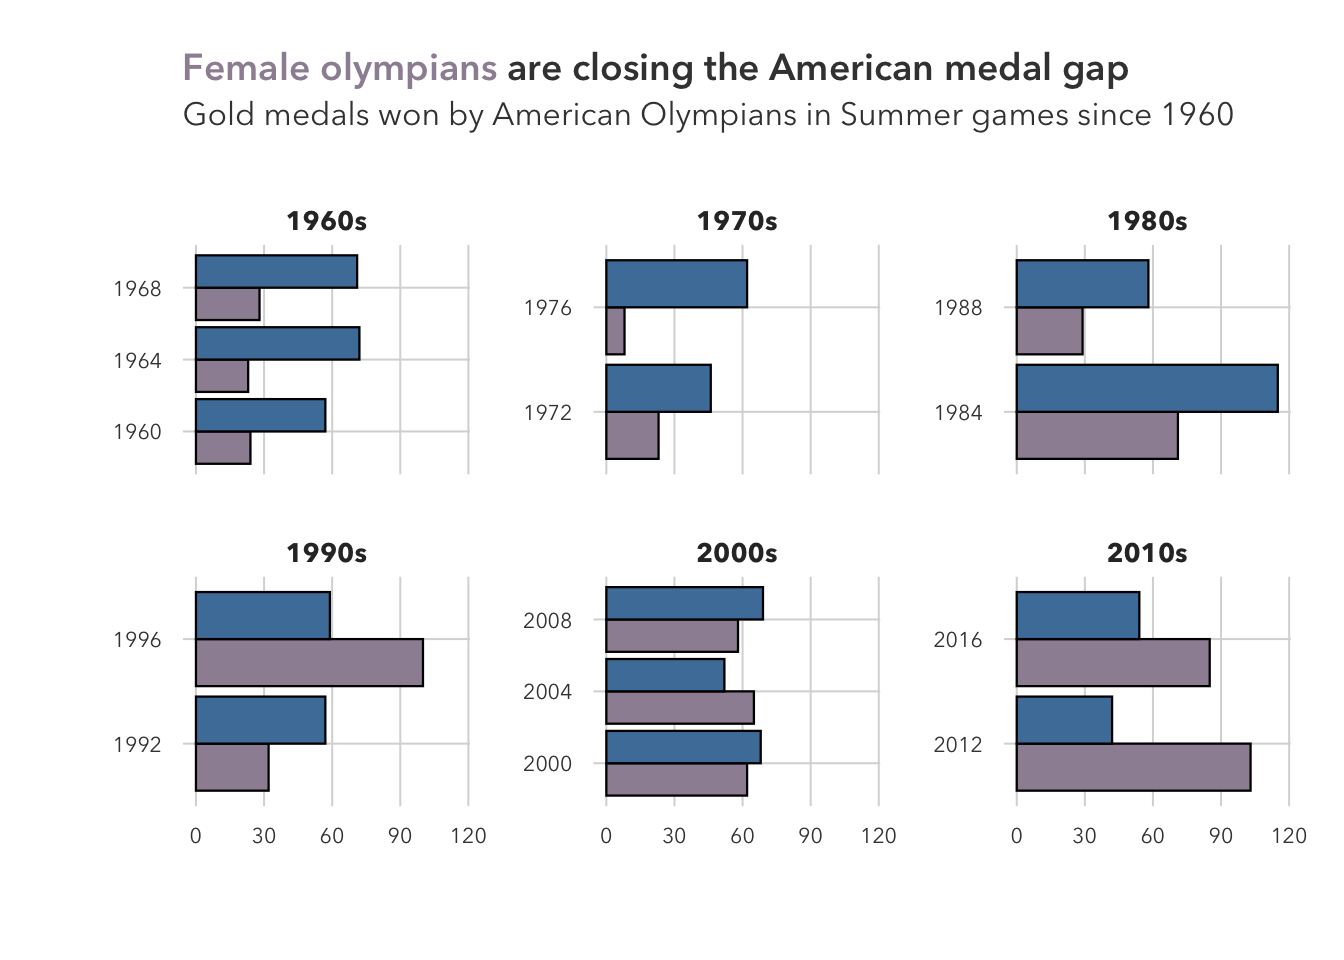 Female olympians are closing the American medal gap
Gold medals won by American Olympians in Summer games since 1960
1960s
1968
1964
1960
1970s
1976
1972
1980s
1988
1984
1990s
1996
1992
0 30 60 90 120
2000s
2008
2004
2000
0 30 60 90 120
2010s
2016
2012
0 30 60 90 120